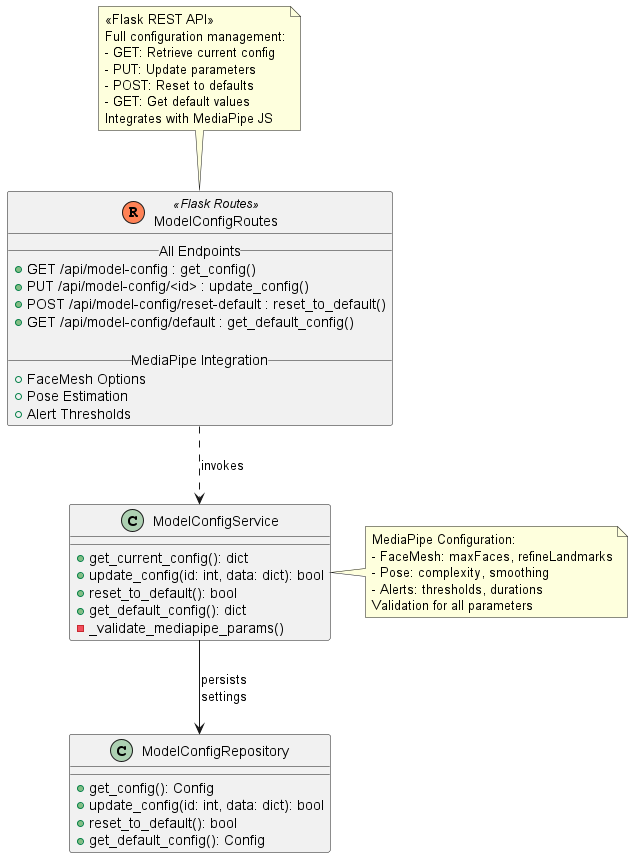 «Flask REST API»
Full configuration management:
- GET: Retrieve current config
- PUT: Update parameters
- POST: Reset to defaults
- GET: Get default values
Integrates with MediaPipe JS
R
«Flask Routes»
ModelConfigRoutes
All Endpoints
GET /api/model-config : get_config()
PUT /api/model-config/<id> : update_config()
POST /api/model-config/reset-default : reset_to_default()
GET /api/model-config/default : get_default_config()
MediaPipe Integration
FaceMesh Options
Pose Estimation
Alert Thresholds
invokes
C
ModelConfigService
get_current_config(): dict
update_config(id: int, data: dict): bool
reset_to_default(): bool
get_default_config(): dict
_validate_mediapipe_params()
MediaPipe Configuration:
- FaceMesh: maxFaces, refineLandmarks
- Pose: complexity, smoothing
- Alerts: thresholds, durations
Validation for all parameters
persists
settings
C
ModelConfigRepository
get_config(): Config
update_config(id: int, data: dict): bool
reset_to_default(): bool
get_default_config(): Config